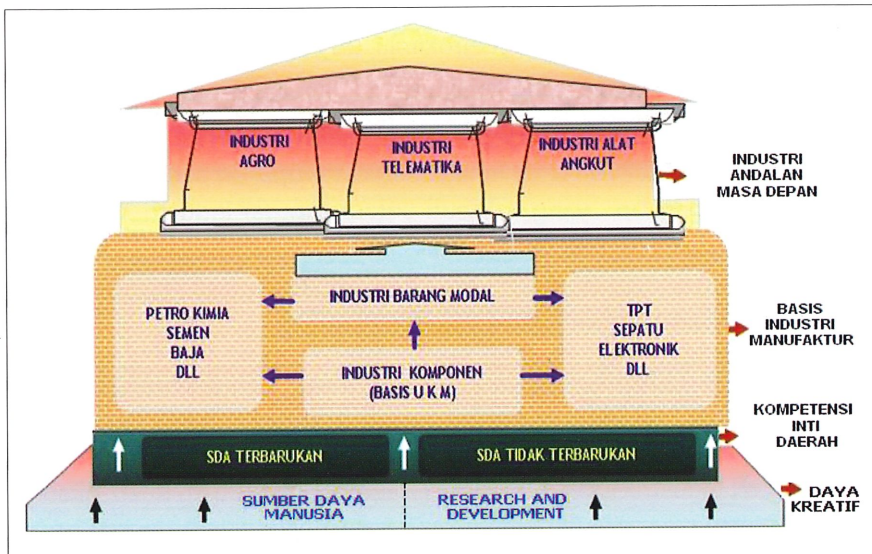 INDUSTRI
AGRO
INDUSTRI
TELEMATIKA
INDUSTRI ALAT
ANGKUT
INDUSTRI
ANDALAN
MASA DEPAN
PETRO KIMIA
SEMEN
BAJA
DLL
INDUSTRI BARANG MODAL
INDUSTRI KOMPONEN
(BASIS U K M)
TPT
SEPATU
ELEKTRONIK
DLL
BASIS
INDUSTRI
MANUFAKTUR
SDA TERBARUKAN
SDA TIDAK TERBARUKAN
KOMPETENSI
INTI
DAERAH
SUMBER DAYA
MANUSIA
RESEARCH AND
DEVELOPMENT
DAYA
KREATIF